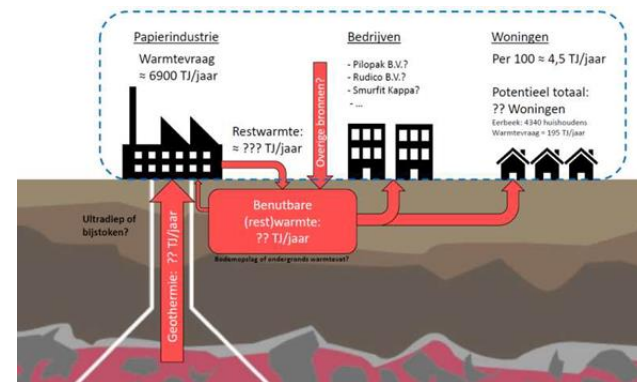 Papierindustrie
Warmtevraag
≈ 6900 TJ/jaar
Restwarmte:
≈ ??? TJ/jaar
Overige bronnen?
Bedrijven
- Pilopak B.V.?
- Rudico B.V.?
- Smurfit Kappa?
- ...
Woningen
Per 100 ≈ 4,5 TJ/jaar
Potentieel totaal:
?? Woningen
Eerbeek: 4340 huishoudens
Warmtevraag ≈ 195 TJ/jaar
Ultradiep of
bijstoken?
Geothermie: ?? TJ/jaar
Benutbare
(rest)warmte:
?? TJ/jaar
Bodemopslag of ondergronds warmtenet?